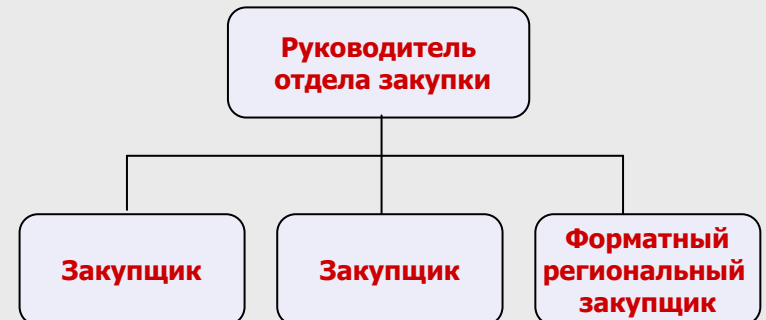 Руководитель
отдела закупки
Закупщик
Закупщик
Форматный
региональный
закупщик